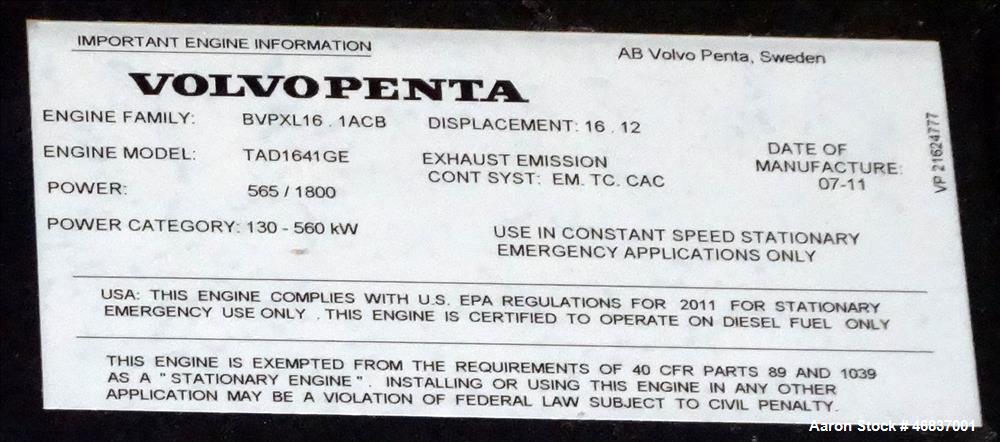 IMPORTANT ENGINE INFORMATION
AB Volvo Penta, Sweden
VOLVO PENTA
ENGINE FAMILY: BVPXL16 . 1ACB DISPLACEMENT: 16 . 12
ENGINE MODEL: TAD1641GE
EXHAUST EMISSION
CONT SYST: EM. TC. CAC
DATE OF
MANUFACTURE:
07-11
VP 21624777
POWER: 565 / 1800
POWER CATEGORY: 130 - 560 kW
USE IN CONSTANT SPEED STATIONARY
EMERGENCY APPLICATIONS ONLY
USA: THIS ENGINE COMPLIES WITH U.S. EPA REGULATIONS FOR 2011 FOR STATIONARY
EMERGENCY USE ONLY . THIS ENGINE IS CERTIFIED TO OPERATE ON DIESEL FUEL ONLY
THIS ENGINE IS EXEMPTED FROM THE REQUIREMENTS OF 40 CFR PARTS 89 AND 1039
AS A " STATIONARY ENGINE " . INSTALLING OR USING THIS ENGINE IN ANY OTHER
APPLICATION MAY BE A VIOLATION OF FEDERAL LAW SUBJECT TO CIVIL PENALTY.
Aaron Stock # 46837001